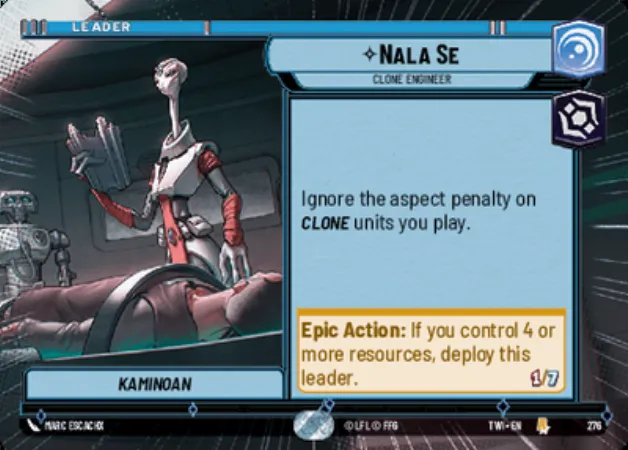 LEADER
NALA SE
CLONE ENGINEER
Ignore the aspect penalty on
CLONE units you play.
Epic Action: If you control 4 or
more resources, deploy this
leader.
1/7
KAMINOAN
MARC ESCACHX
©LFL © FFG
TWI • EN
276